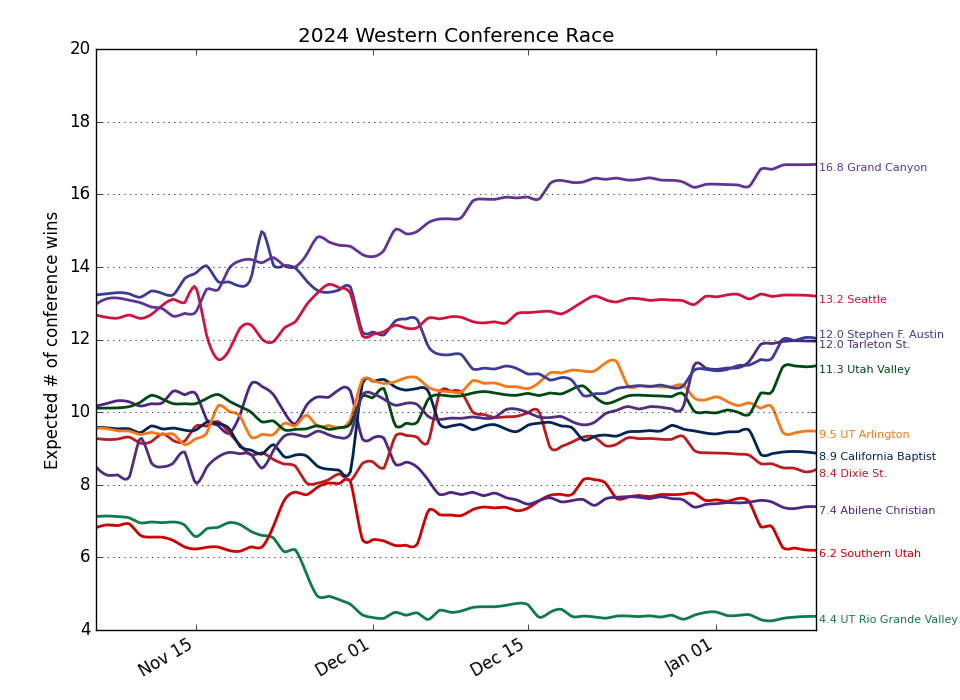 2024 Western Conference Race
Expected # of conference wins
20
18
16
14
12
10
8
6
4
Nov 15
Dec 01
Dec 15
Jan 01
16.8 Grand Canyon
13.2 Seattle
12.0 Stephen F. Austin
12.0 Tarleton St.
11.3 Utah Valley
9.5 UT Arlington
8.9 California Baptist
8.4 Dixie St.
7.4 Abilene Christian
6.2 Southern Utah
4.4 UT Rio Grande Valley